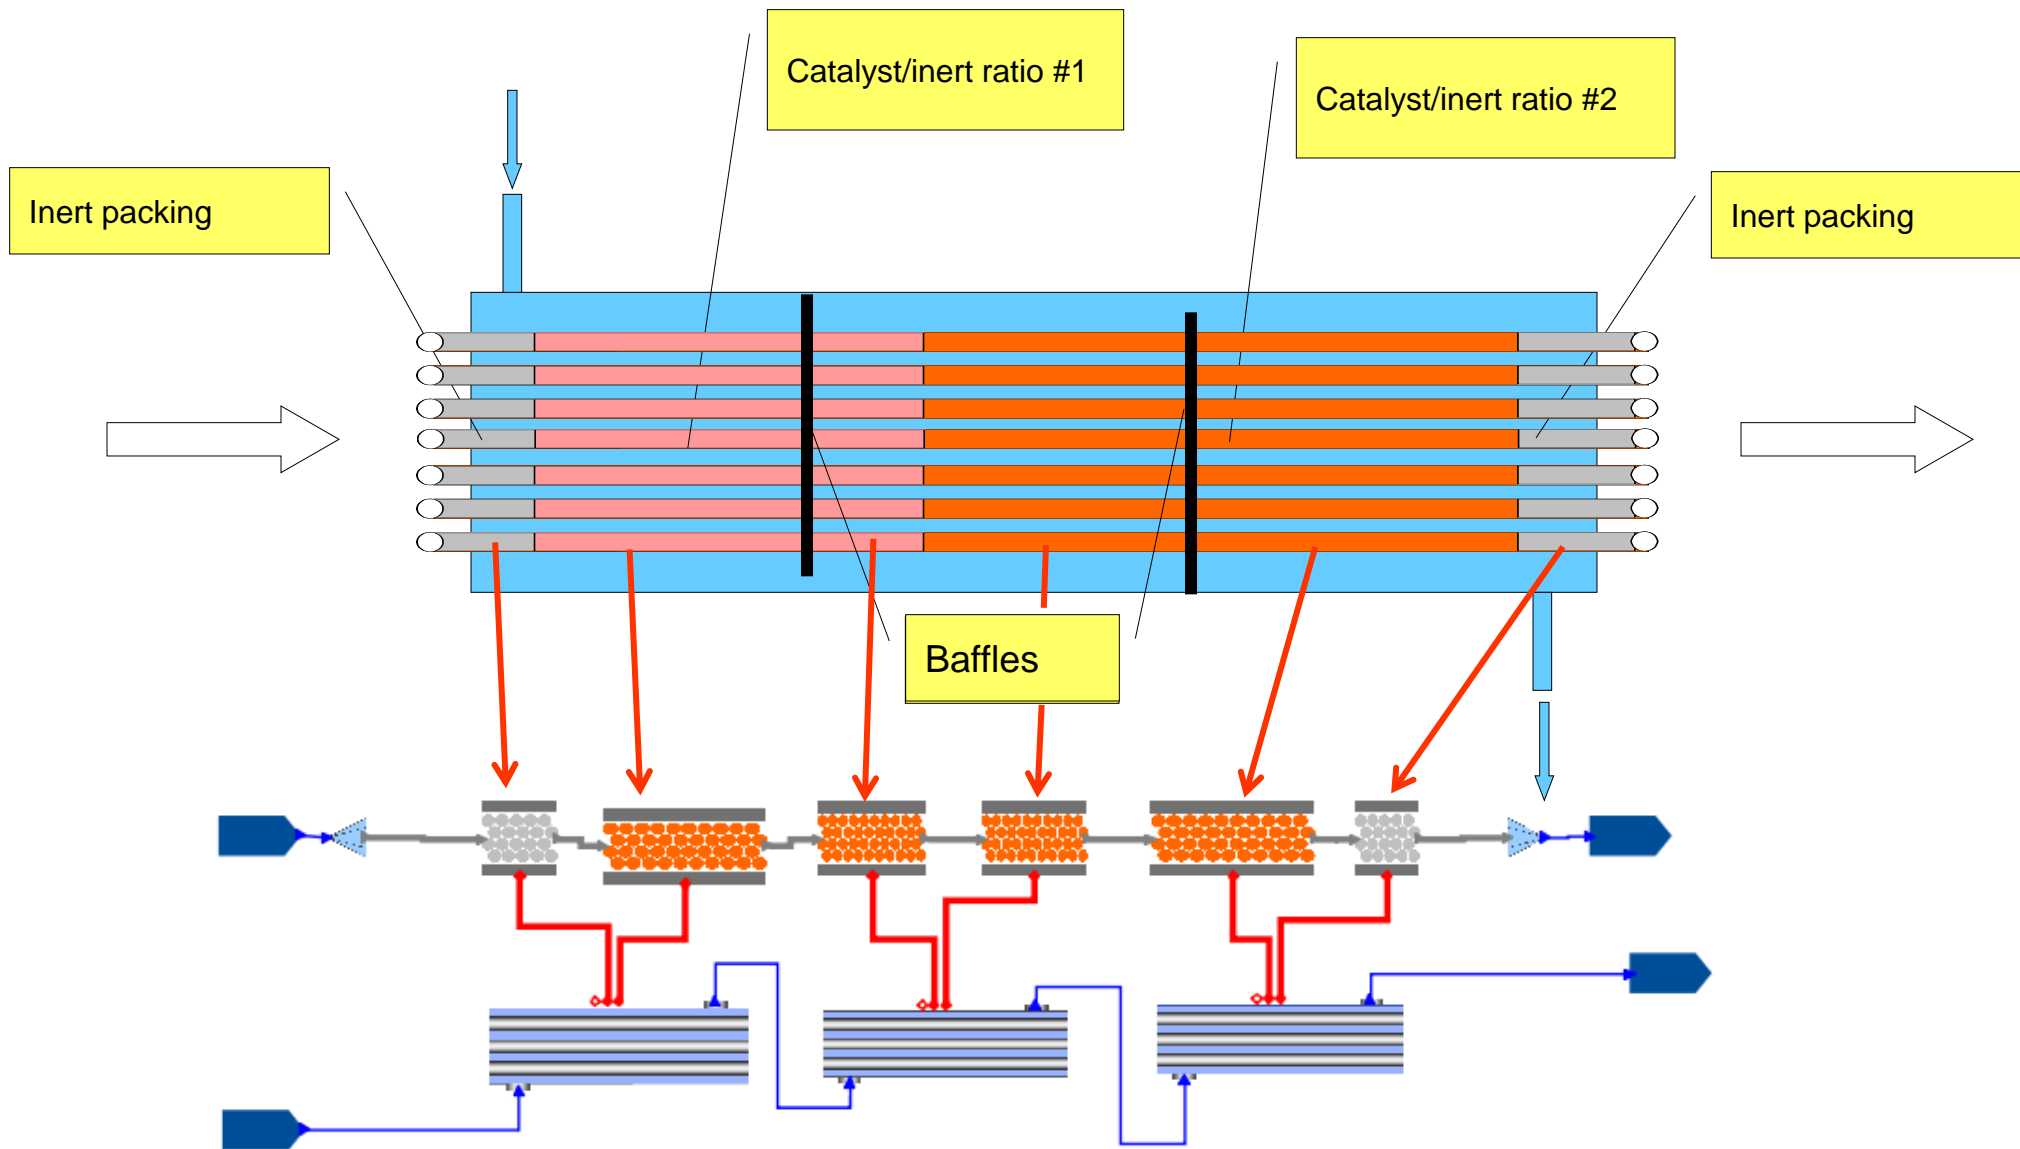 Catalyst/inert ratio #1
Catalyst/inert ratio #2
Inert packing
Inert packing
Baffles